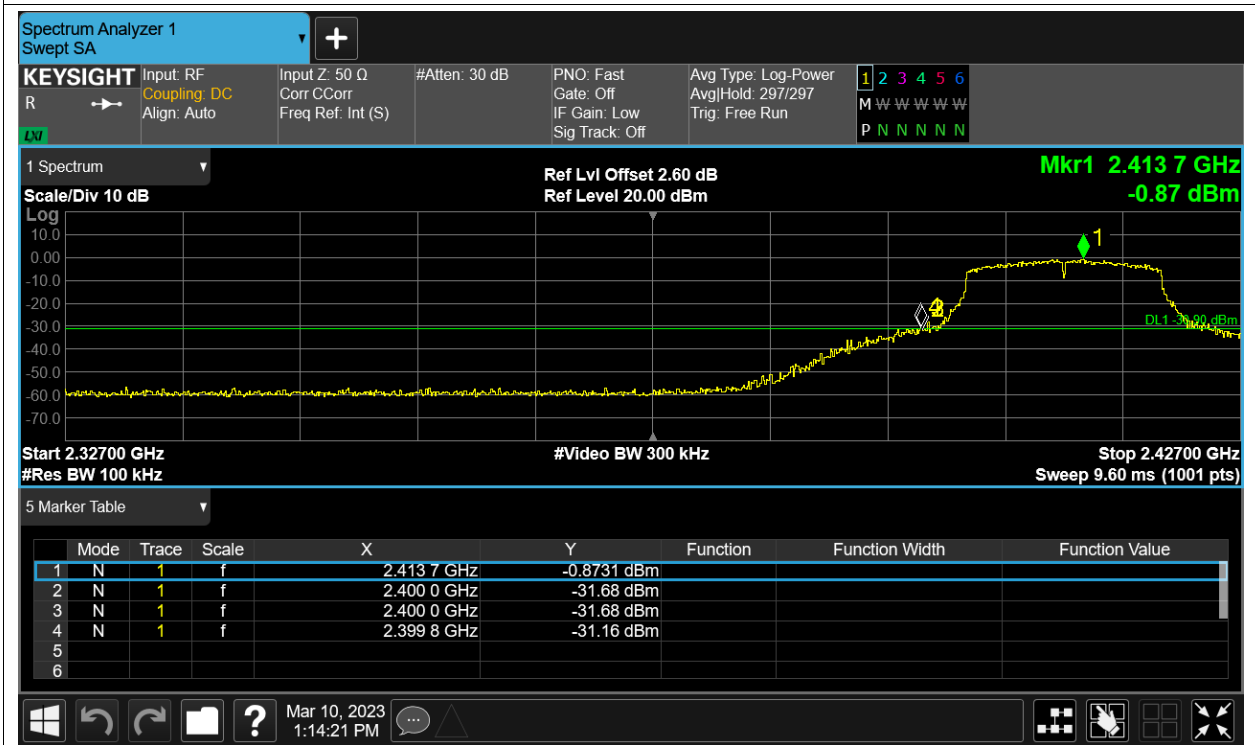 Spectrum Analyzer 1
Swept SA
KEYSIGHT
R
LXI
Input: RF
Coupling: DC
Align: Auto
Input Z: 50 Ω
Corr CCorr
Freq Ref: Int (S)
#Atten: 30 dB
PNO: Fast
Gate: Off
IF Gain: Low
Sig Track: Off
Avg Type: Log-Power
Avg|Hold: 297/297
Trig: Free Run
1 2 3 4 5 6
M W W W W W
P N N N N N
1 Spectrum
Scale/Div 10 dB
Ref Lvl Offset 2.60 dB
Ref Level 20.00 dBm
Mkr1 2.413 7 GHz
-0.87 dBm
Log
10.0
0.00
-10.0
-20.0
-30.0
-40.0
-50.0
-60.0
-70.0
1
Start 2.32700 GHz
#Res BW 100 kHz
#Video BW 300 kHz
Stop 2.42700 GHz
Sweep 9.60 ms (1001 pts)
5 Marker Table
Mode Trace Scale X Y Function Function Width Function Value
1 N 1 f 2.413 7 GHz -0.8731 dBm
2 N 1 f 2.400 0 GHz -31.68 dBm
3 N 1 f 2.400 0 GHz -31.68 dBm
4 N 1 f 2.399 8 GHz -31.16 dBm
5
6
?
Mar 10, 2023
1:14:21 PM